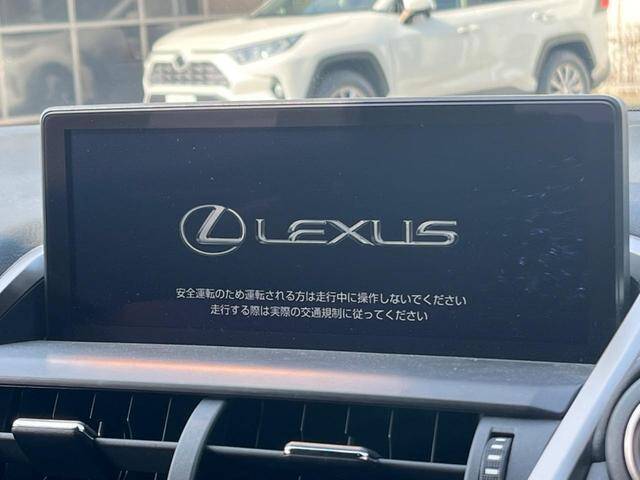 LEXUS
安全運転のため運転される方は走行中に操作しないでください
走行する際は実際の交通規制に従ってください